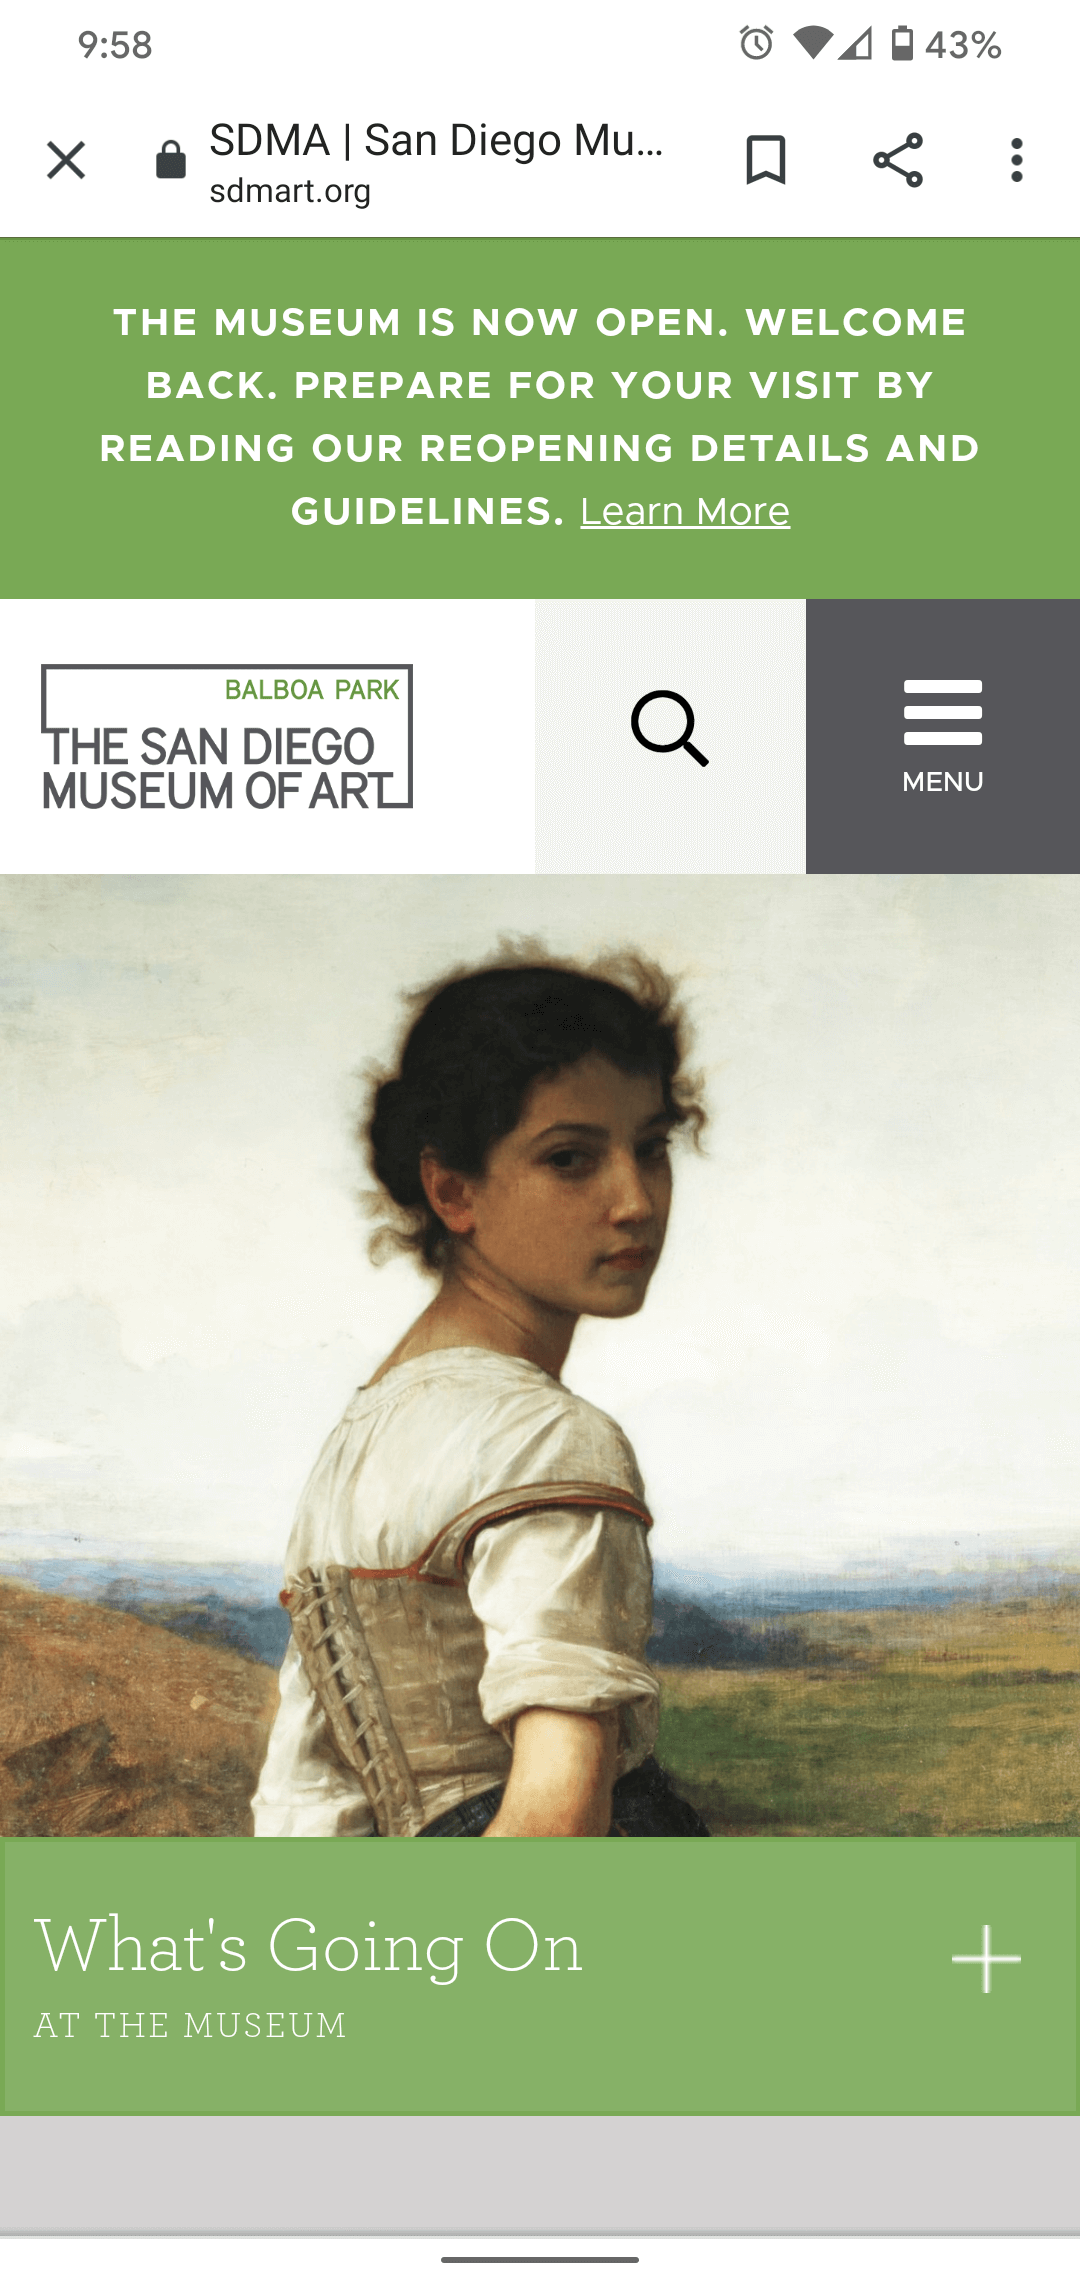 9:58
43%
SDMA | San Diego Mu...
sdmart.org
THE MUSEUM IS NOW OPEN. WELCOME
BACK. PREPARE FOR YOUR VISIT BY
READING OUR REOPENING DETAILS AND
GUIDELINES. Learn More
BALBOA PARK
THE SAN DIEGO
MUSEUM OF ART
MENU
What's Going On
AT THE MUSEUM